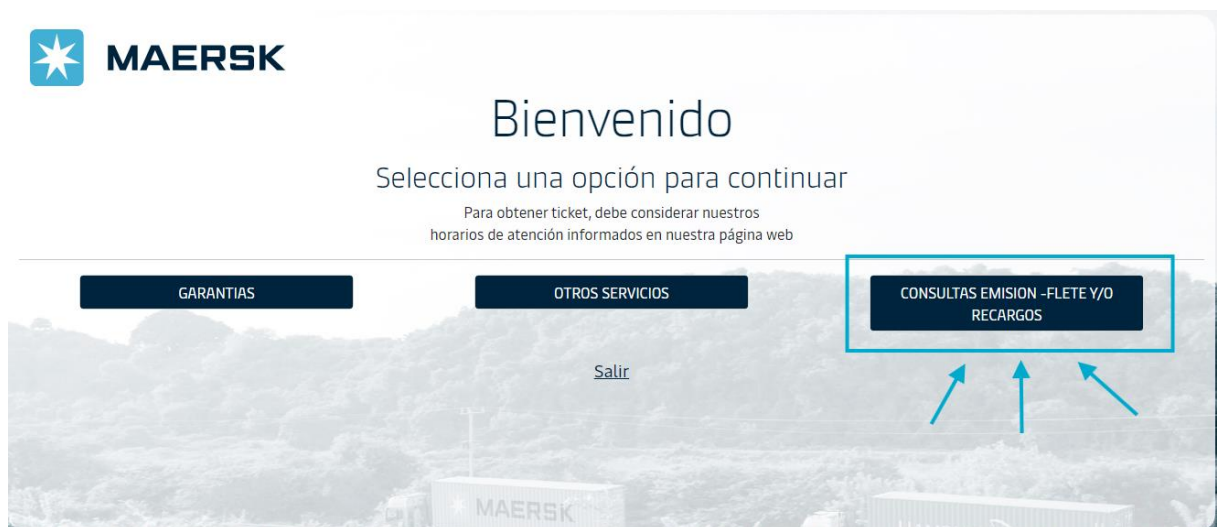 MAERSK
Bienvenido
Selecciona una opción para continuar
Para obtener ticket, debe considerar nuestros
horarios de atención informados en nuestra página web
GARANTIAS
OTROS SERVICIOS
CONSULTAS EMISION -FLETE Y/O
RECARGOS
Salir
MAERSK